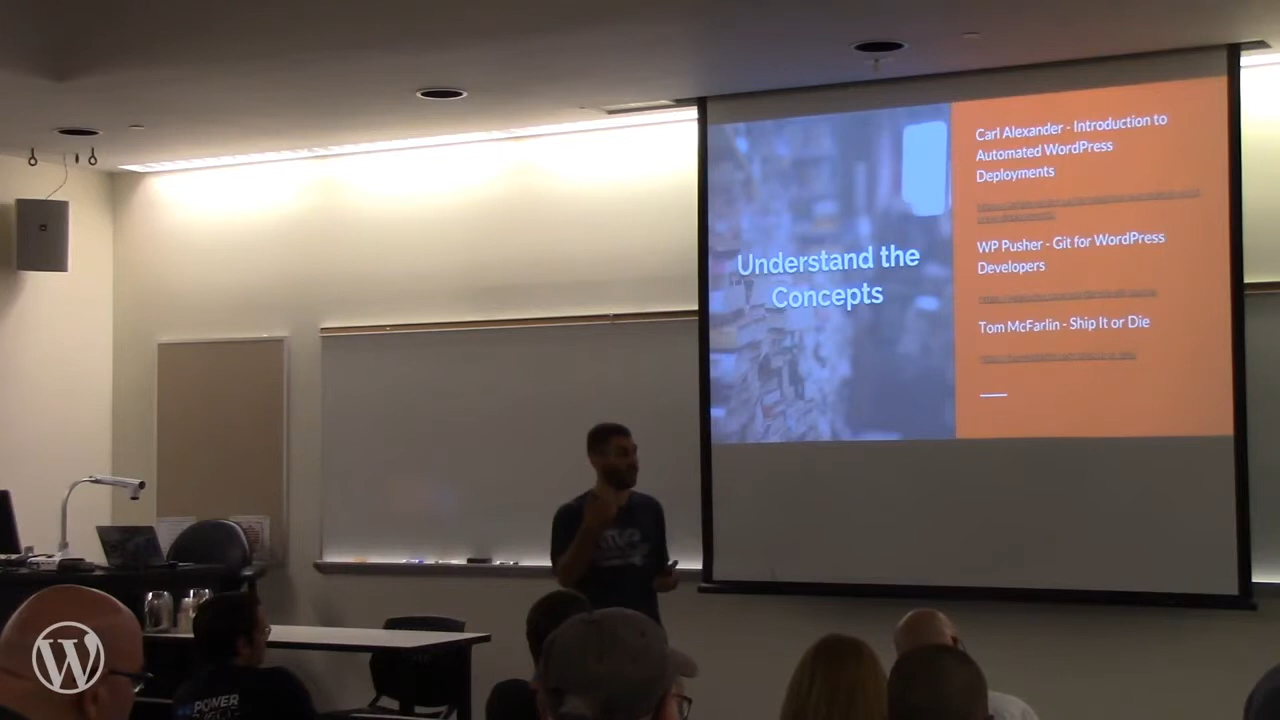 Understand the
Concepts
Carl Alexander - Introduction to
Automated WordPress
Deployments
WP Pusher - Git for WordPress
Developers
Tom McFarlin - Ship It or Die
POWER
W